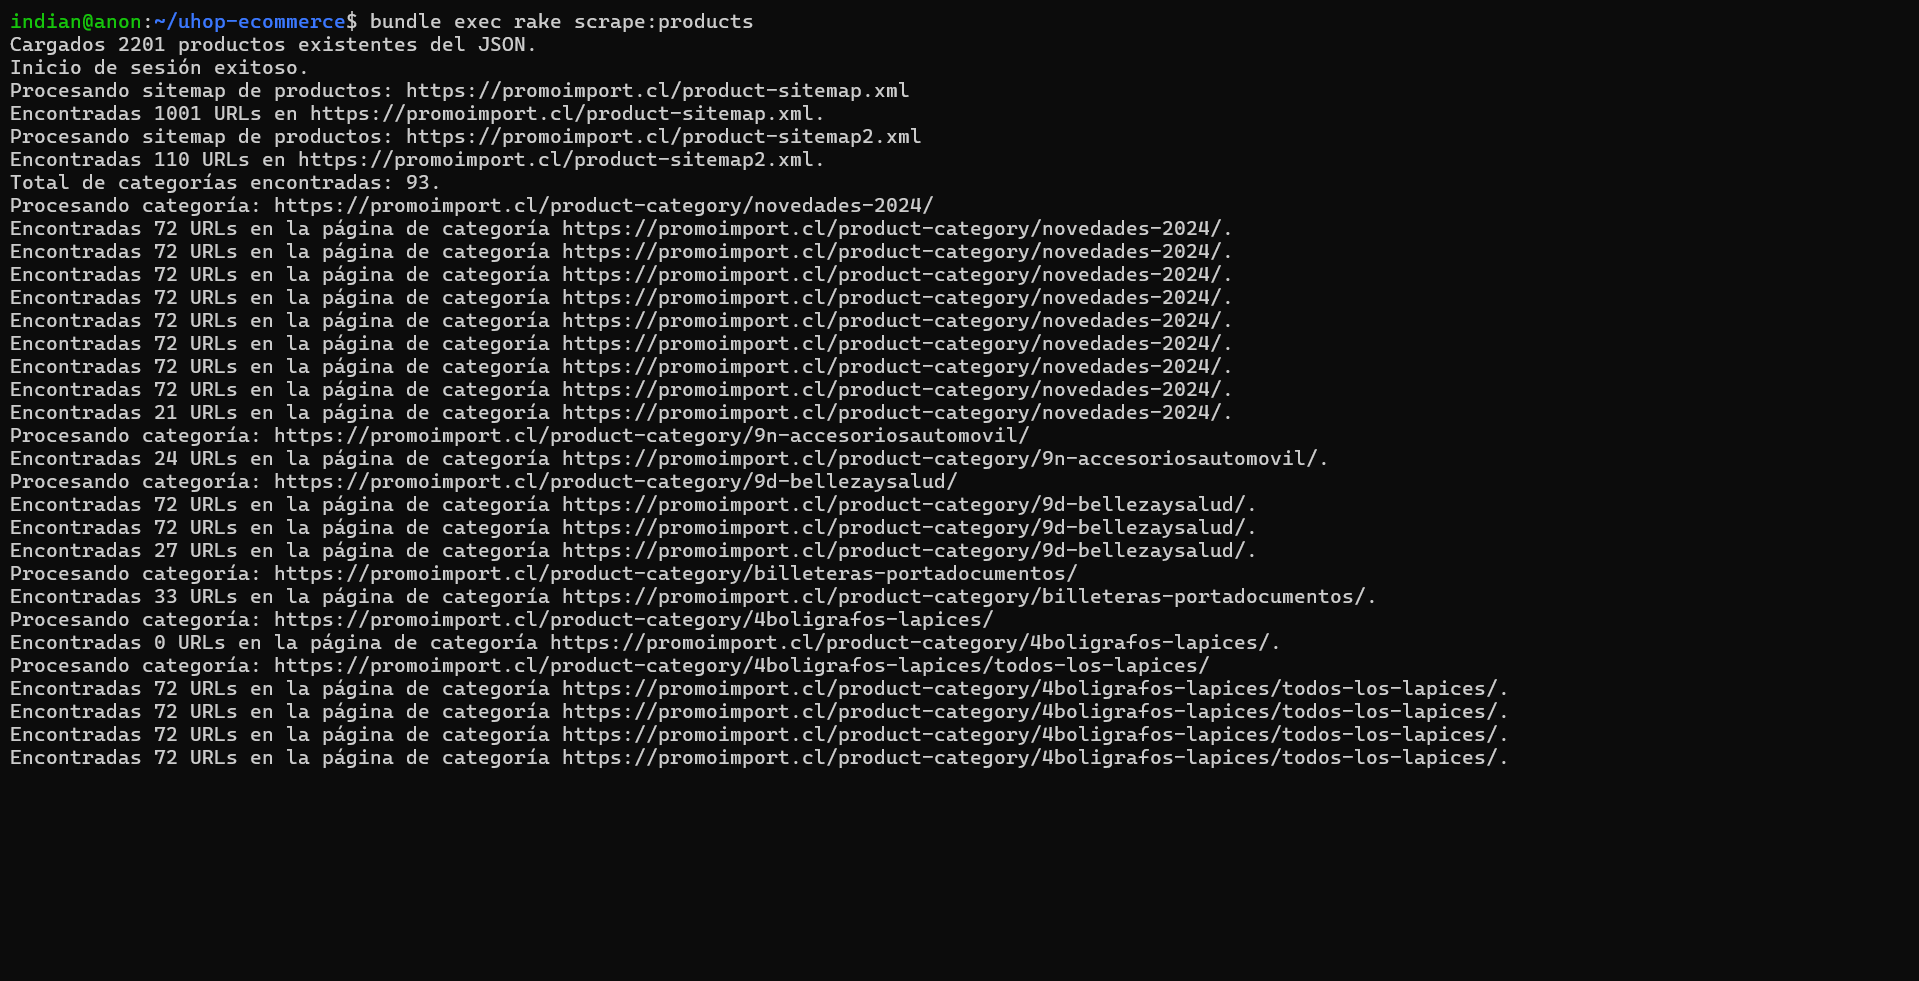 indian@anon:~/uhop-ecommerce$ bundle exec rake scrape:products
Cargados 2201 productos existentes del JSON.
Inicio de sesión exitoso.
Procesando sitemap de productos: https://promoimport.cl/product-sitemap.xml
Encontradas 1001 URLs en https://promoimport.cl/product-sitemap.xml.
Procesando sitemap de productos: https://promoimport.cl/product-sitemap2.xml
Encontradas 110 URLs en https://promoimport.cl/product-sitemap2.xml.
Total de categorías encontradas: 93.
Procesando categoría: https://promoimport.cl/product-category/novedades-2024/
Encontradas 72 URLs en la página de categoría https://promoimport.cl/product-category/novedades-2024/.
Encontradas 72 URLs en la página de categoría https://promoimport.cl/product-category/novedades-2024/.
Encontradas 72 URLs en la página de categoría https://promoimport.cl/product-category/novedades-2024/.
Encontradas 72 URLs en la página de categoría https://promoimport.cl/product-category/novedades-2024/.
Encontradas 72 URLs en la página de categoría https://promoimport.cl/product-category/novedades-2024/.
Encontradas 72 URLs en la página de categoría https://promoimport.cl/product-category/novedades-2024/.
Encontradas 72 URLs en la página de categoría https://promoimport.cl/product-category/novedades-2024/.
Encontradas 72 URLs en la página de categoría https://promoimport.cl/product-category/novedades-2024/.
Encontradas 21 URLs en la página de categoría https://promoimport.cl/product-category/novedades-2024/.
Procesando categoría: https://promoimport.cl/product-category/9n-accesoriosautomovil/
Encontradas 24 URLs en la página de categoría https://promoimport.cl/product-category/9n-accesoriosautomovil/.
Procesando categoría: https://promoimport.cl/product-category/9d-bellezaysalud/
Encontradas 72 URLs en la página de categoría https://promoimport.cl/product-category/9d-bellezaysalud/.
Encontradas 72 URLs en la página de categoría https://promoimport.cl/product-category/9d-bellezaysalud/.
Encontradas 27 URLs en la página de categoría https://promoimport.cl/product-category/9d-bellezaysalud/.
Procesando categoría: https://promoimport.cl/product-category/billeteras-portadocumentos/
Encontradas 33 URLs en la página de categoría https://promoimport.cl/product-category/billeteras-portadocumentos/.
Procesando categoría: https://promoimport.cl/product-category/4boligrafos-lapices/
Encontradas 0 URLs en la página de categoría https://promoimport.cl/product-category/4boligrafos-lapices/.
Procesando categoría: https://promoimport.cl/product-category/4boligrafos-lapices/todos-los-lapices/
Encontradas 72 URLs en la página de categoría https://promoimport.cl/product-category/4boligrafos-lapices/todos-los-lapices/.
Encontradas 72 URLs en la página de categoría https://promoimport.cl/product-category/4boligrafos-lapices/todos-los-lapices/.
Encontradas 72 URLs en la página de categoría https://promoimport.cl/product-category/4boligrafos-lapices/todos-los-lapices/.
Encontradas 72 URLs en la página de categoría https://promoimport.cl/product-category/4boligrafos-lapices/todos-los-lapices/.